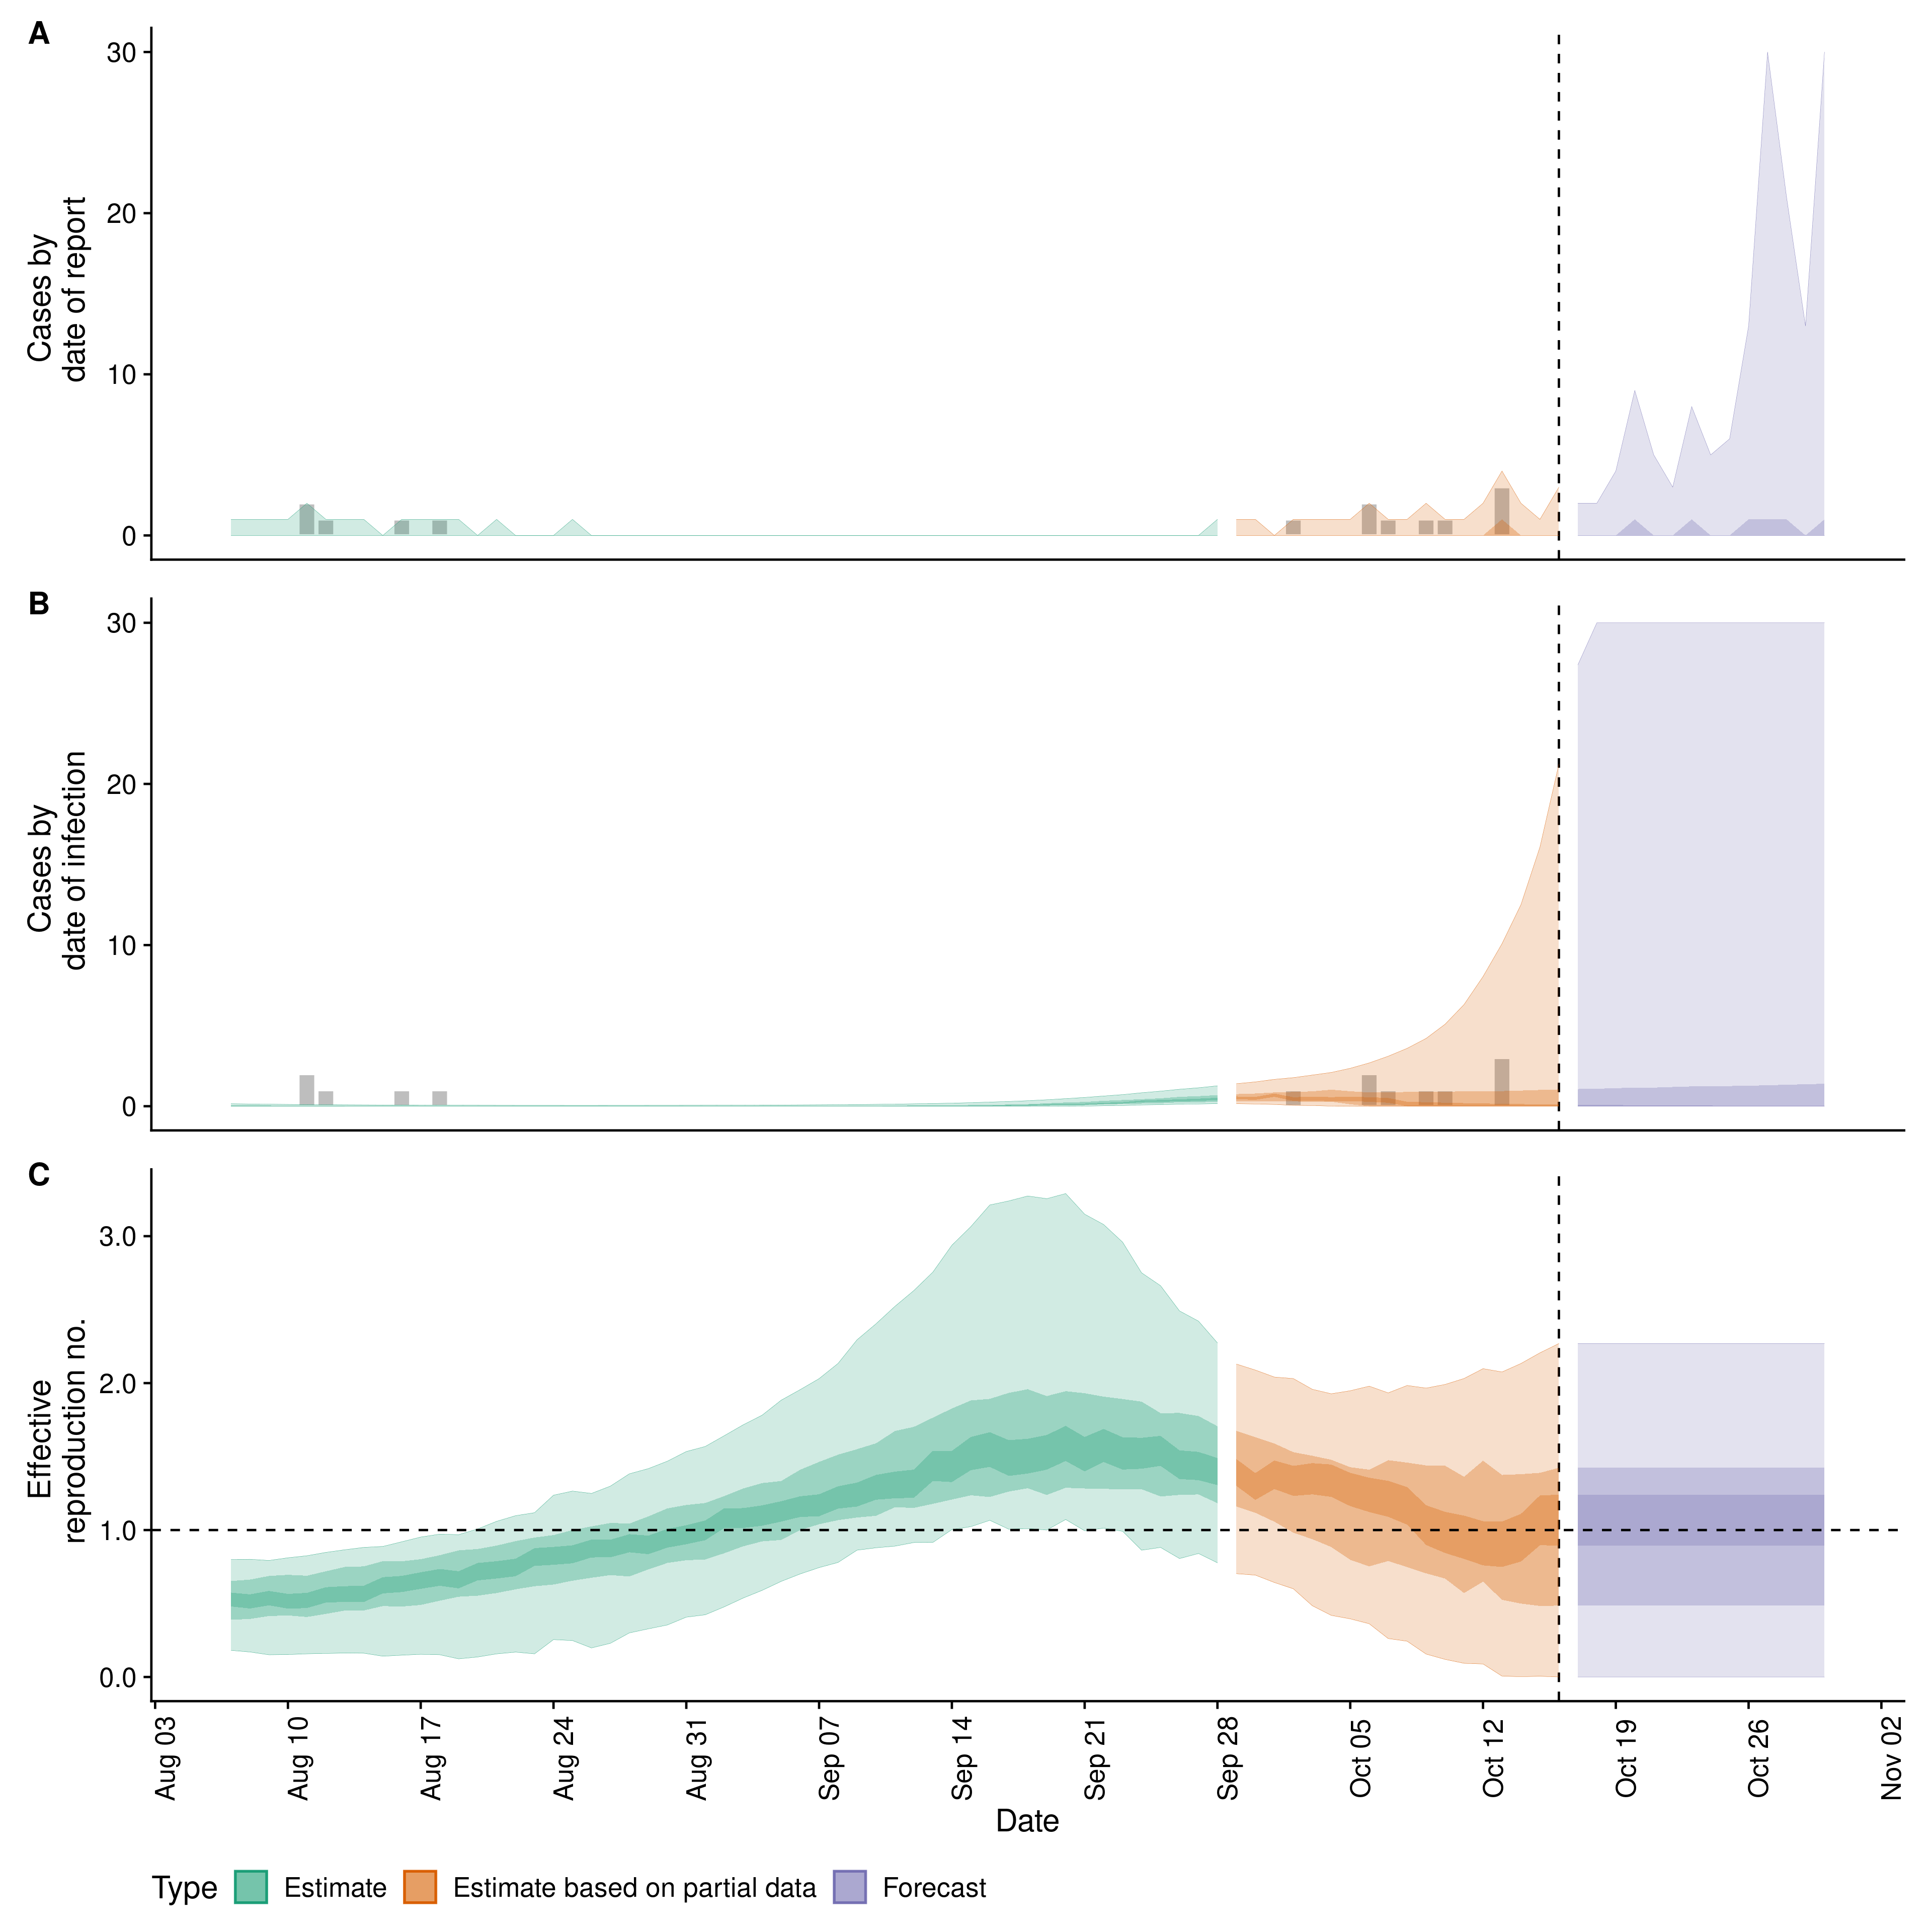 A
30
20
10
0
Cases by
date of report
B
30
20
10
0
Cases by
date of infection
C
3.0
2.0
1.0
0.0
Effective
reproduction no.
Aug 03
Aug 10
Aug 17
Aug 24
Aug 31
Sep 07
Sep 14
Sep 21
Sep 28
Oct 05
Oct 12
Oct 19
Oct 26
Nov 02
Date
Type Estimate Estimate based on partial data Forecast